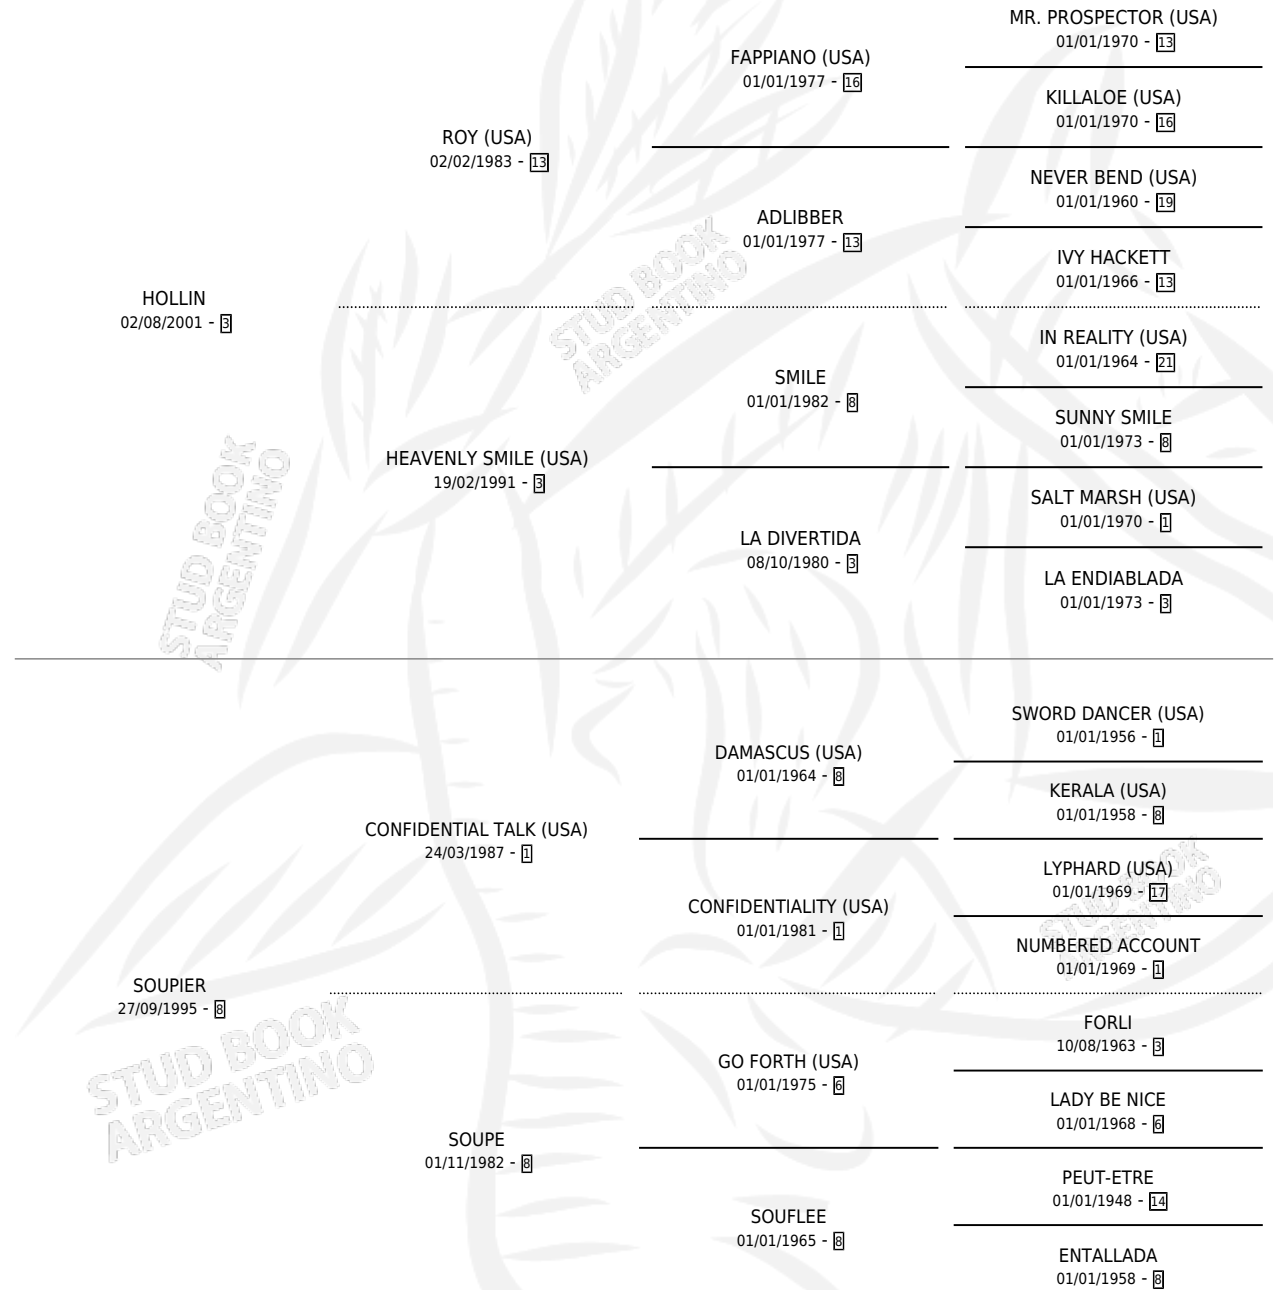 MR. PROSPECTOR (USA)
01/01/1970 - 13
FAPPIANO (USA)
01/01/1977 - 16
KILLALOE (USA)
01/01/1970 - 16
ROY (USA)
02/02/1983 - 13
NEVER BEND (USA)
01/01/1960 - 19
ADLIBBER
01/01/1977 - 13
IVY HACKETT
01/01/1966 - 13
HOLLIN
02/08/2001 - 3
IN REALITY (USA)
01/01/1964 - 21
SMILE
01/01/1982 - 8
SUNNY SMILE
01/01/1973 - 8
HEAVENLY SMILE (USA)
19/02/1991 - 3
SALT MARSH (USA)
01/01/1970 - 1
LA DIVERTIDA
08/10/1980 - 3
LA ENDIABLADA
01/01/1973 - 3
SWORD DANCER (USA)
01/01/1956 - 1
DAMASCUS (USA)
01/01/1964 - 8
KERALA (USA)
01/01/1958 - 8
CONFIDENTIAL TALK (USA)
24/03/1987 - 1
LYPHARD (USA)
01/01/1969 - 17
CONFIDENTIALITY (USA)
01/01/1981 - 1
NUMBERED ACCOUNT
01/01/1969 - 1
SOUPIER
27/09/1995 - 8
FORLI
10/08/1963 - 3
GO FORTH (USA)
01/01/1975 - 6
LADY BE NICE
01/01/1968 - 6
SOUPE
01/11/1982 - 8
PEUT-ETRE
01/01/1948 - 14
SOUFLEE
01/01/1965 - 8
ENTALLADA
01/01/1958 - 8
STUD BOOK
ARGENTINO
STUD BOOK
ARGENTINO
STUD BOOK
ARGENTINO
STUD BOOK
ARGENTINO